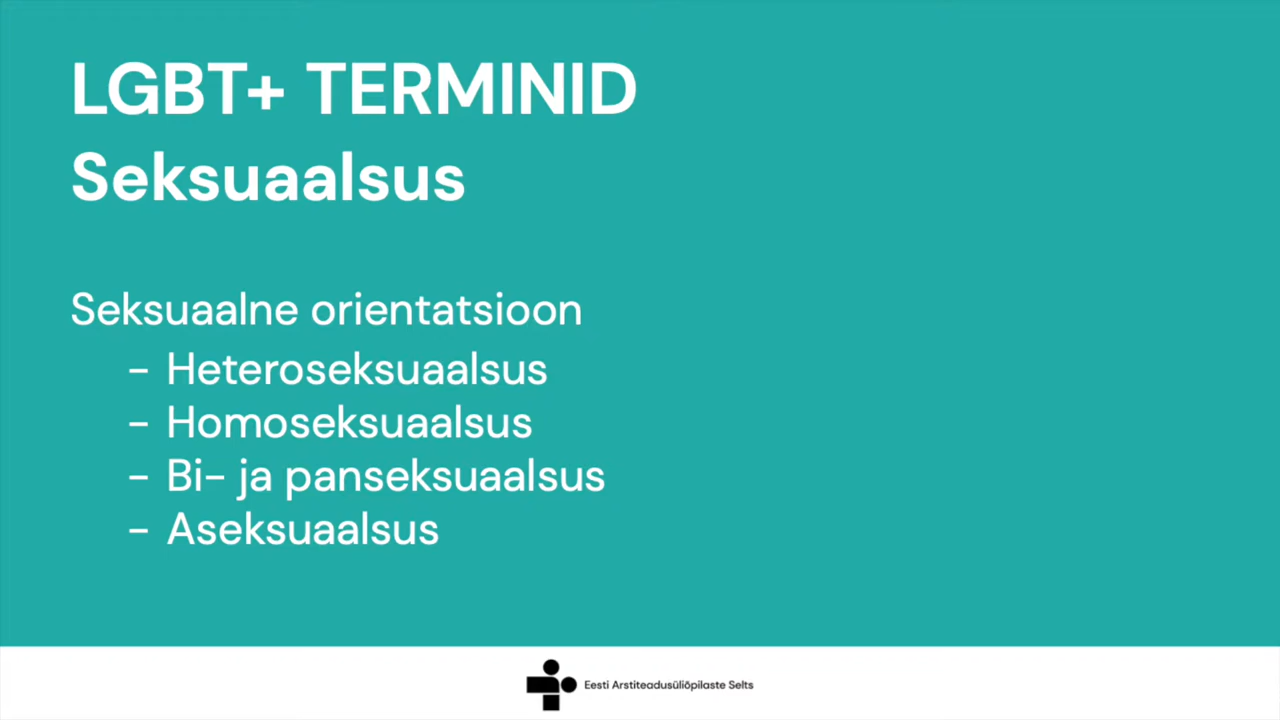 LGBT+ TERMINID
Seksuaalsus
Seksuaalne orientatsioon
- Heteroseksuaalsus
- Homoseksuaalsus
- Bi- ja panseksuaalsus
- Aseksuaalsus
Eesti Arstiteadusüliõpilaste Selts